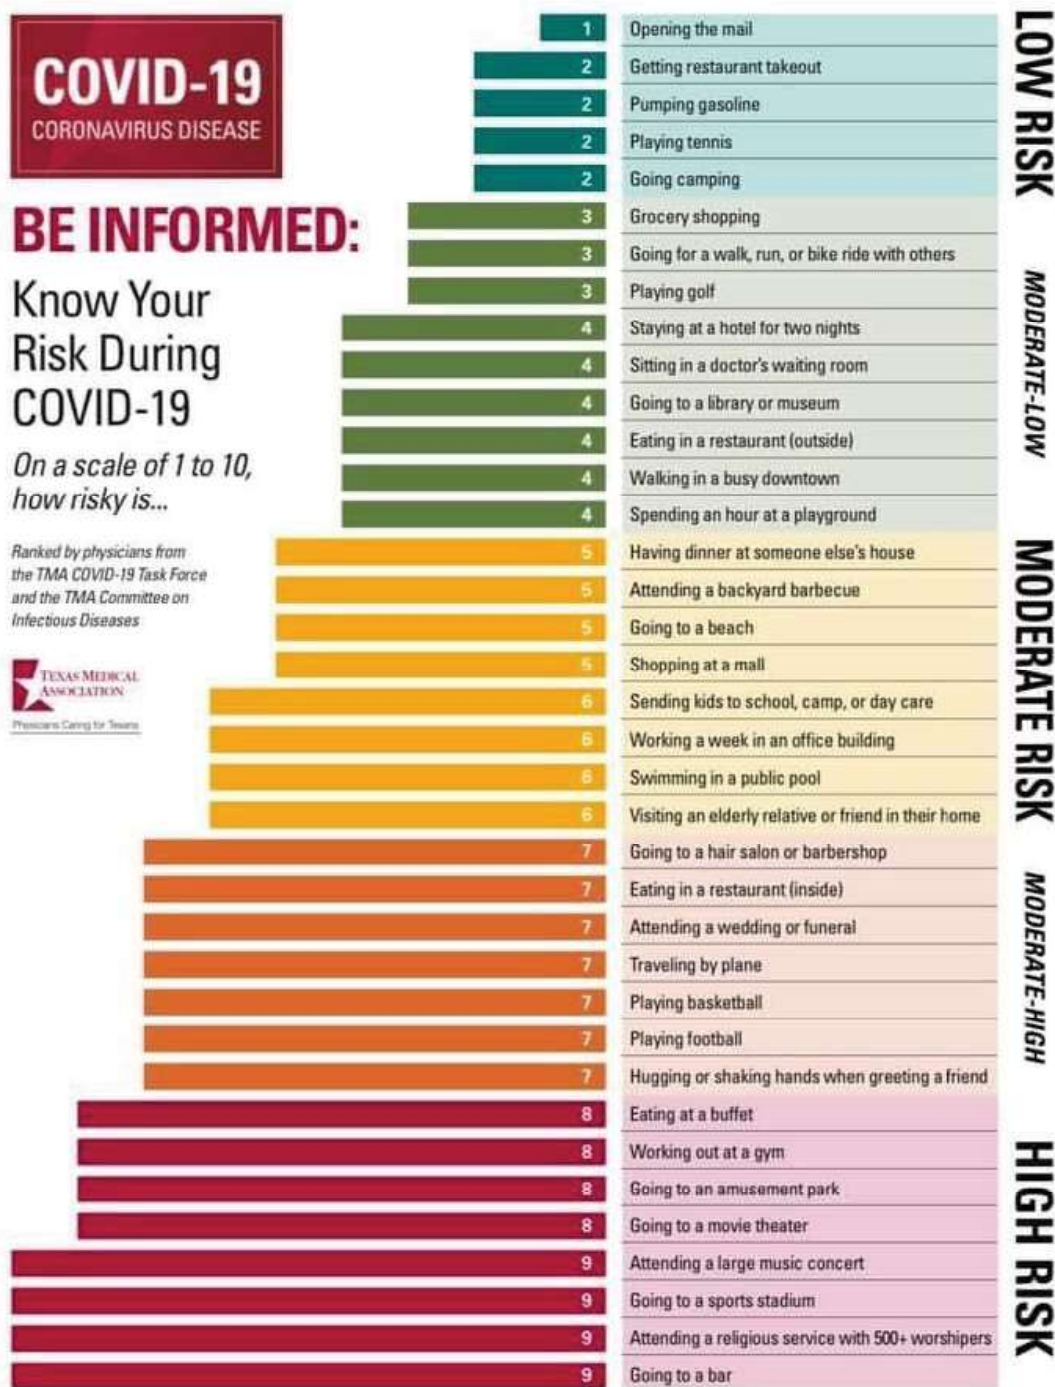 COVID-19
CORONAVIRUS DISEASE
BE INFORMED:
Know Your
Risk During
COVID-19
On a scale of 1 to 10,
how risky is...
Ranked by physicians from
the TMA COVID-19 Task Force
and the TMA Committee on
Infectious Diseases
TEXAS MEDICAL
ASSOCIATION
Physicians Caring for Texans
1 Opening the mail
2 Getting restaurant takeout
2 Pumping gasoline
2 Playing tennis
2 Going camping
3 Grocery shopping
3 Going for a walk, run, or bike ride with others
3 Playing golf
4 Staying at a hotel for two nights
4 Sitting in a doctor's waiting room
4 Going to a library or museum
4 Eating in a restaurant (outside)
4 Walking in a busy downtown
4 Spending an hour at a playground
5 Having dinner at someone else's house
5 Attending a backyard barbecue
5 Going to a beach
5 Shopping at a mall
6 Sending kids to school, camp, or day care
6 Working a week in an office building
6 Swimming in a public pool
6 Visiting an elderly relative or friend in their home
7 Going to a hair salon or barbershop
7 Eating in a restaurant (inside)
7 Attending a wedding or funeral
7 Traveling by plane
7 Playing basketball
7 Playing football
7 Hugging or shaking hands when greeting a friend
8 Eating at a buffet
8 Working out at a gym
8 Going to an amusement park
8 Going to a movie theater
9 Attending a large music concert
9 Going to a sports stadium
9 Attending a religious service with 500+ worshipers
9 Going to a bar
LOW RISK
MODERATE-LOW
MODERATE RISK
MODERATE-HIGH
HIGH RISK